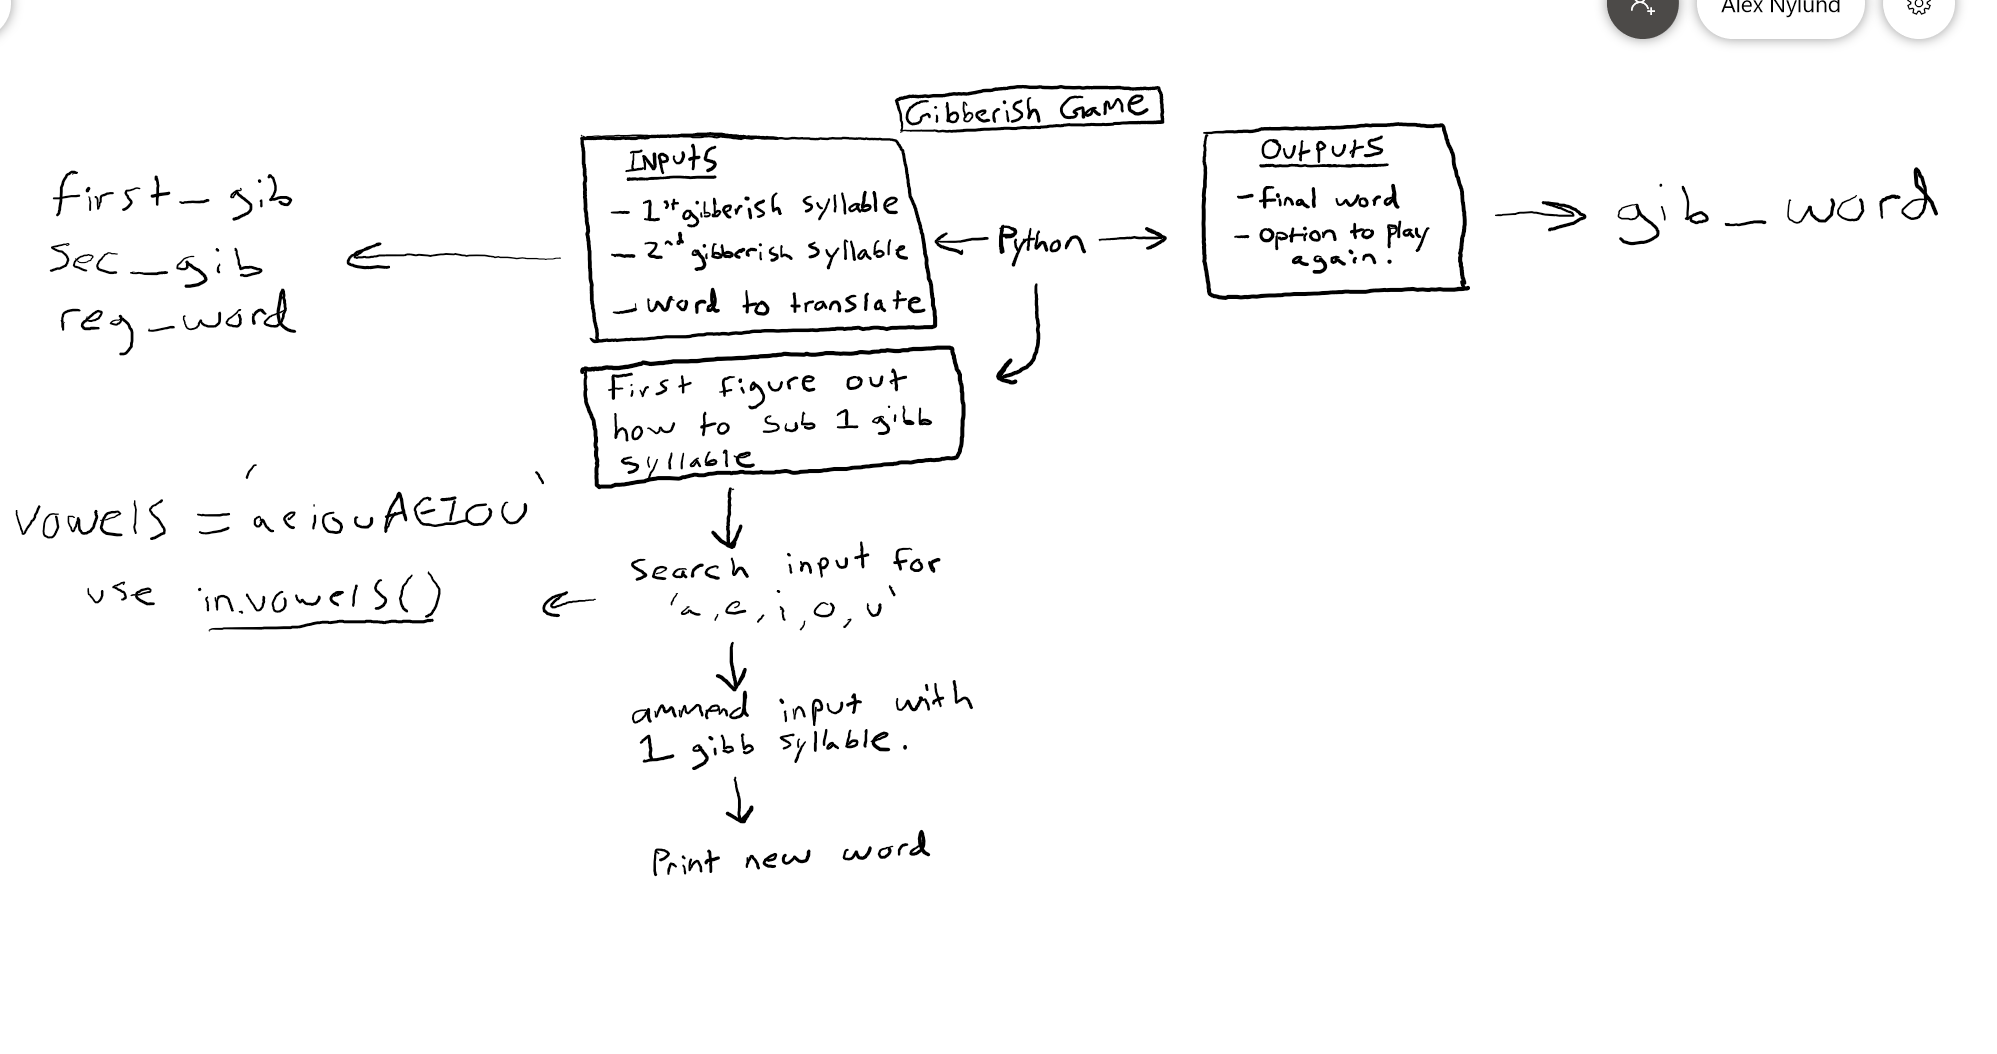 Alex Nylund
Gibberish Game
Inputs
- 1st gibberish syllable
- 2nd gibberish syllable
- word to translate
first_gib
sec_gib
reg_word
Python
Outputs
- final word
- option to play
again.
gib_word
First figure out
how to sub 1 gibb
syllable
vowels = 'aeiouAEIOU'
use in.vowels()
search input for
'a, e, i, o, u'
ammend input with
1 gibb syllable.
Print new word